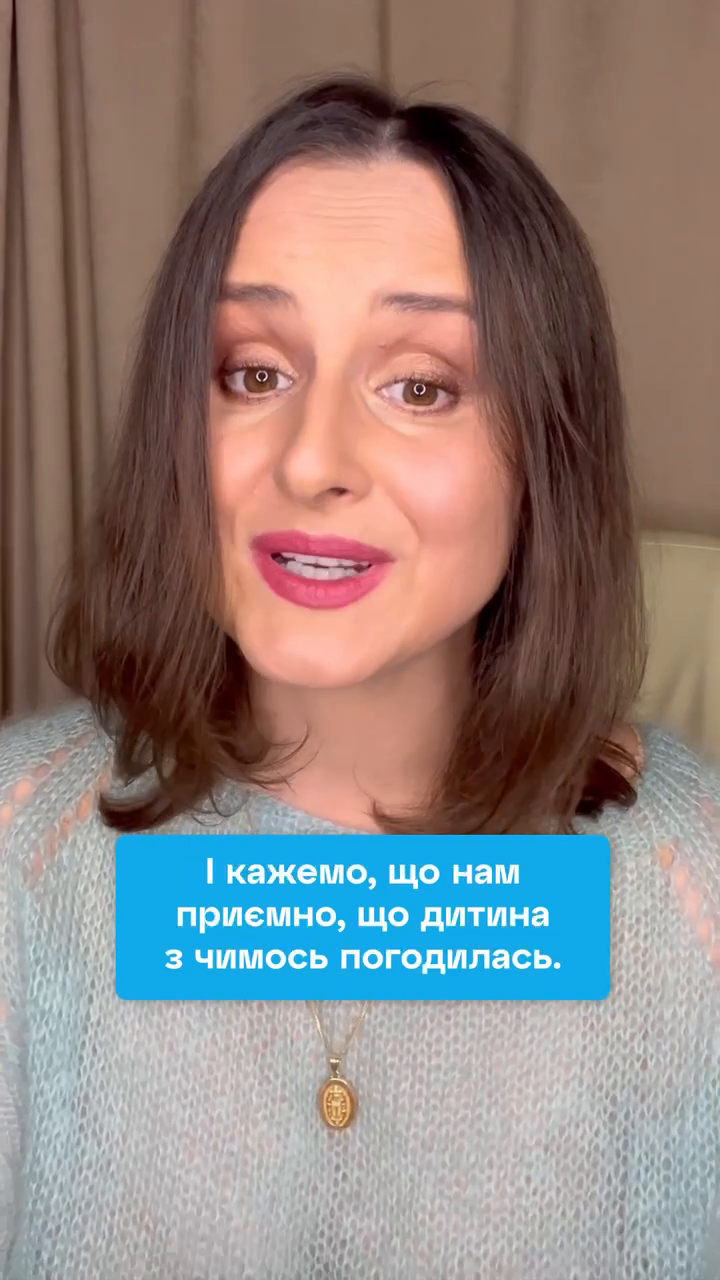 І кажемо, що нам
приємно, що дитина
з чимось погодилась.